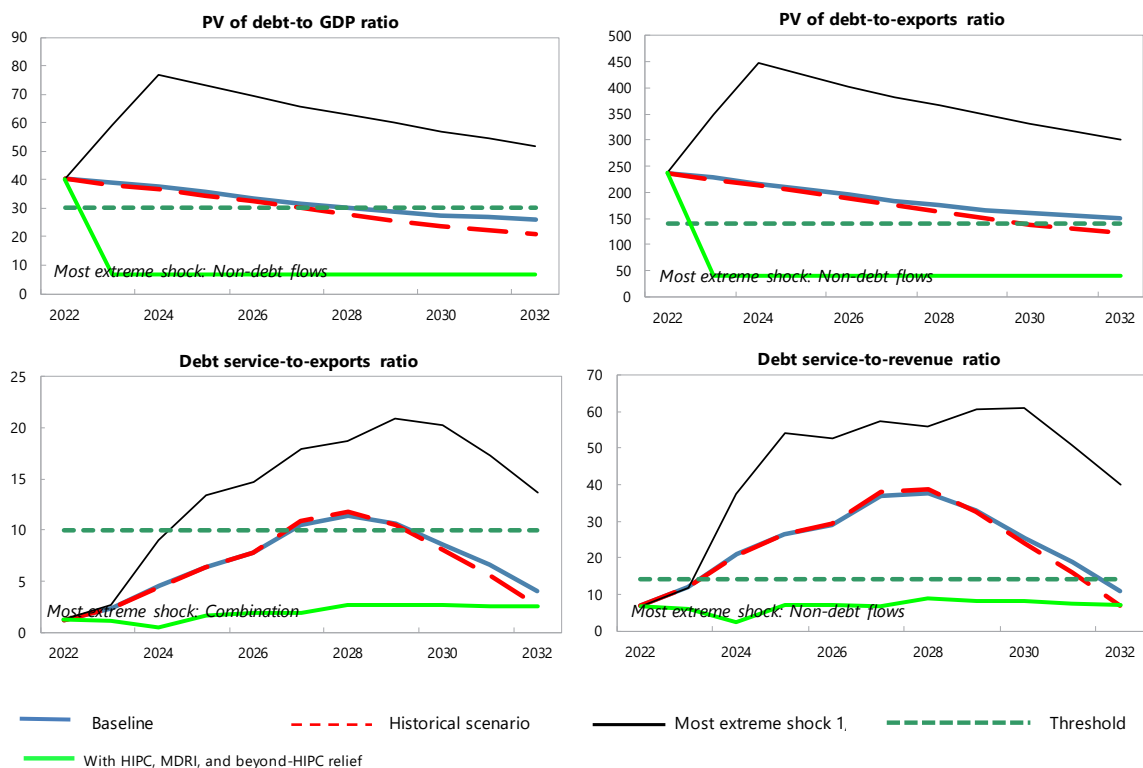 PV of debt-to GDP ratio
90
80
70
60
50
40
30
20
10
0
Most extreme shock: Non-debt flows
2022 2024 2026 2028 2030 2032
PV of debt-to-exports ratio
500
450
400
350
300
250
200
150
100
50
0
Most extreme shock: Non-debt flows
2022 2024 2026 2028 2030 2032
Debt service-to-exports ratio
25
20
15
10
5
0
Most extreme shock: Combination
2022 2024 2026 2028 2030 2032
Debt service-to-revenue ratio
70
60
50
40
30
20
10
0
Most extreme shock: Non-debt flows
2022 2024 2026 2028 2030 2032
Baseline
Historical scenario
Most extreme shock 1,
Threshold
With HIPC, MDRI, and beyond-HIPC relief